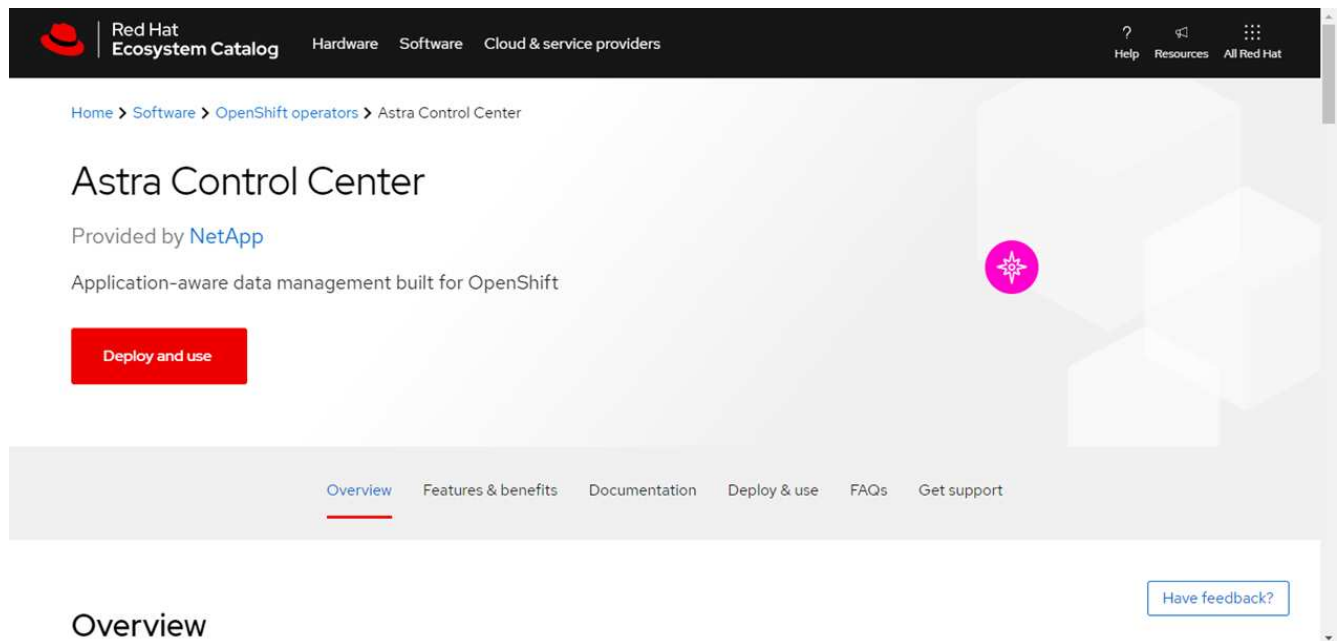 Red Hat
Ecosystem Catalog
Hardware Software Cloud & service providers
?
Help Resources All Red Hat
Home > Software > OpenShift operators > Astra Control Center
Astra Control Center
Provided by NetApp
Application-aware data management built for OpenShift
Deploy and use
Overview Features & benefits Documentation Deploy & use FAQs Get support
Have feedback?
Overview